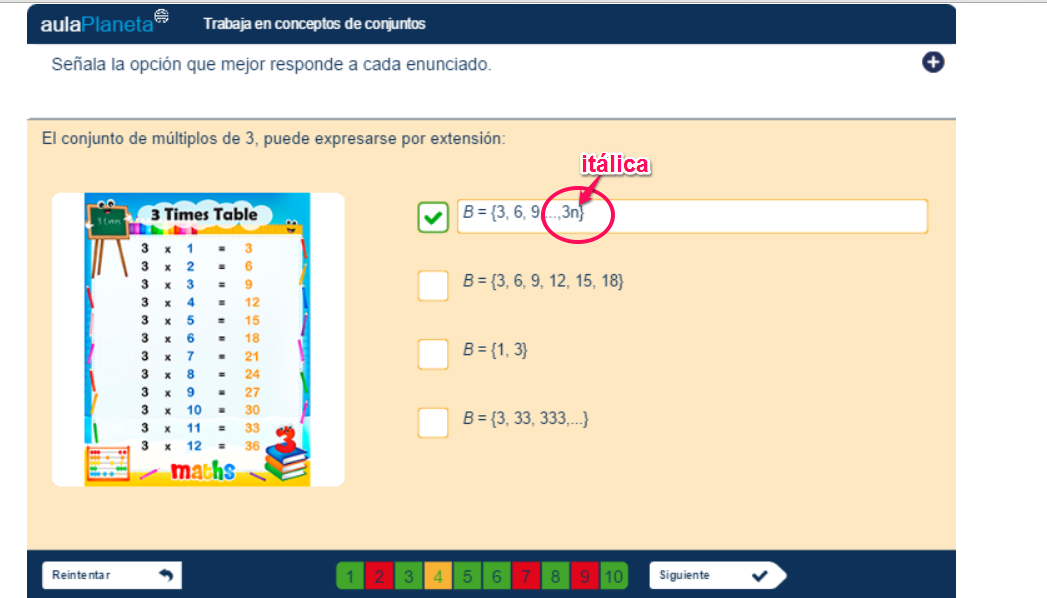 aulaPlaneta Trabaja en conceptos de conjuntos
Señala la opción que mejor responde a cada enunciado.
El conjunto de múltiplos de 3, puede expresarse por extensión:
itálica
3 Times Table
3 x 1 = 3
3 x 2 = 6
3 x 3 = 9
3 x 4 = 12
3 x 5 = 15
3 x 6 = 18
3 x 7 = 21
3 x 8 = 24
3 x 9 = 27
3 x 10 = 30
3 x 11 = 33
3 x 12 = 36
3
maths
B = {3, 6, 9,...,3n}
B = {3, 6, 9, 12, 15, 18}
B = {1, 3}
B = {3, 33, 333,...}
Reintentar 1 2 3 4 5 6 7 8 9 10 Siguiente